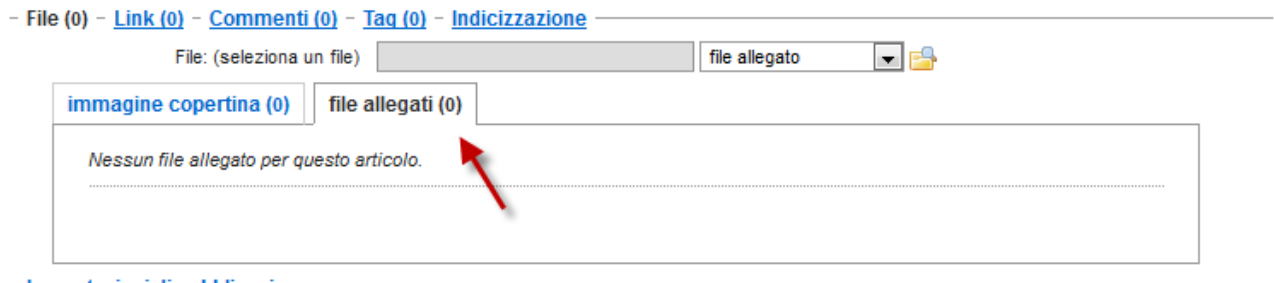 File (0) – Link (0) – Commenti (0) – Tag (0) – Indicizzazione
File: (seleziona un file) file allegato
immagine copertina (0) file allegati (0)
Nessun file allegato per questo articolo.